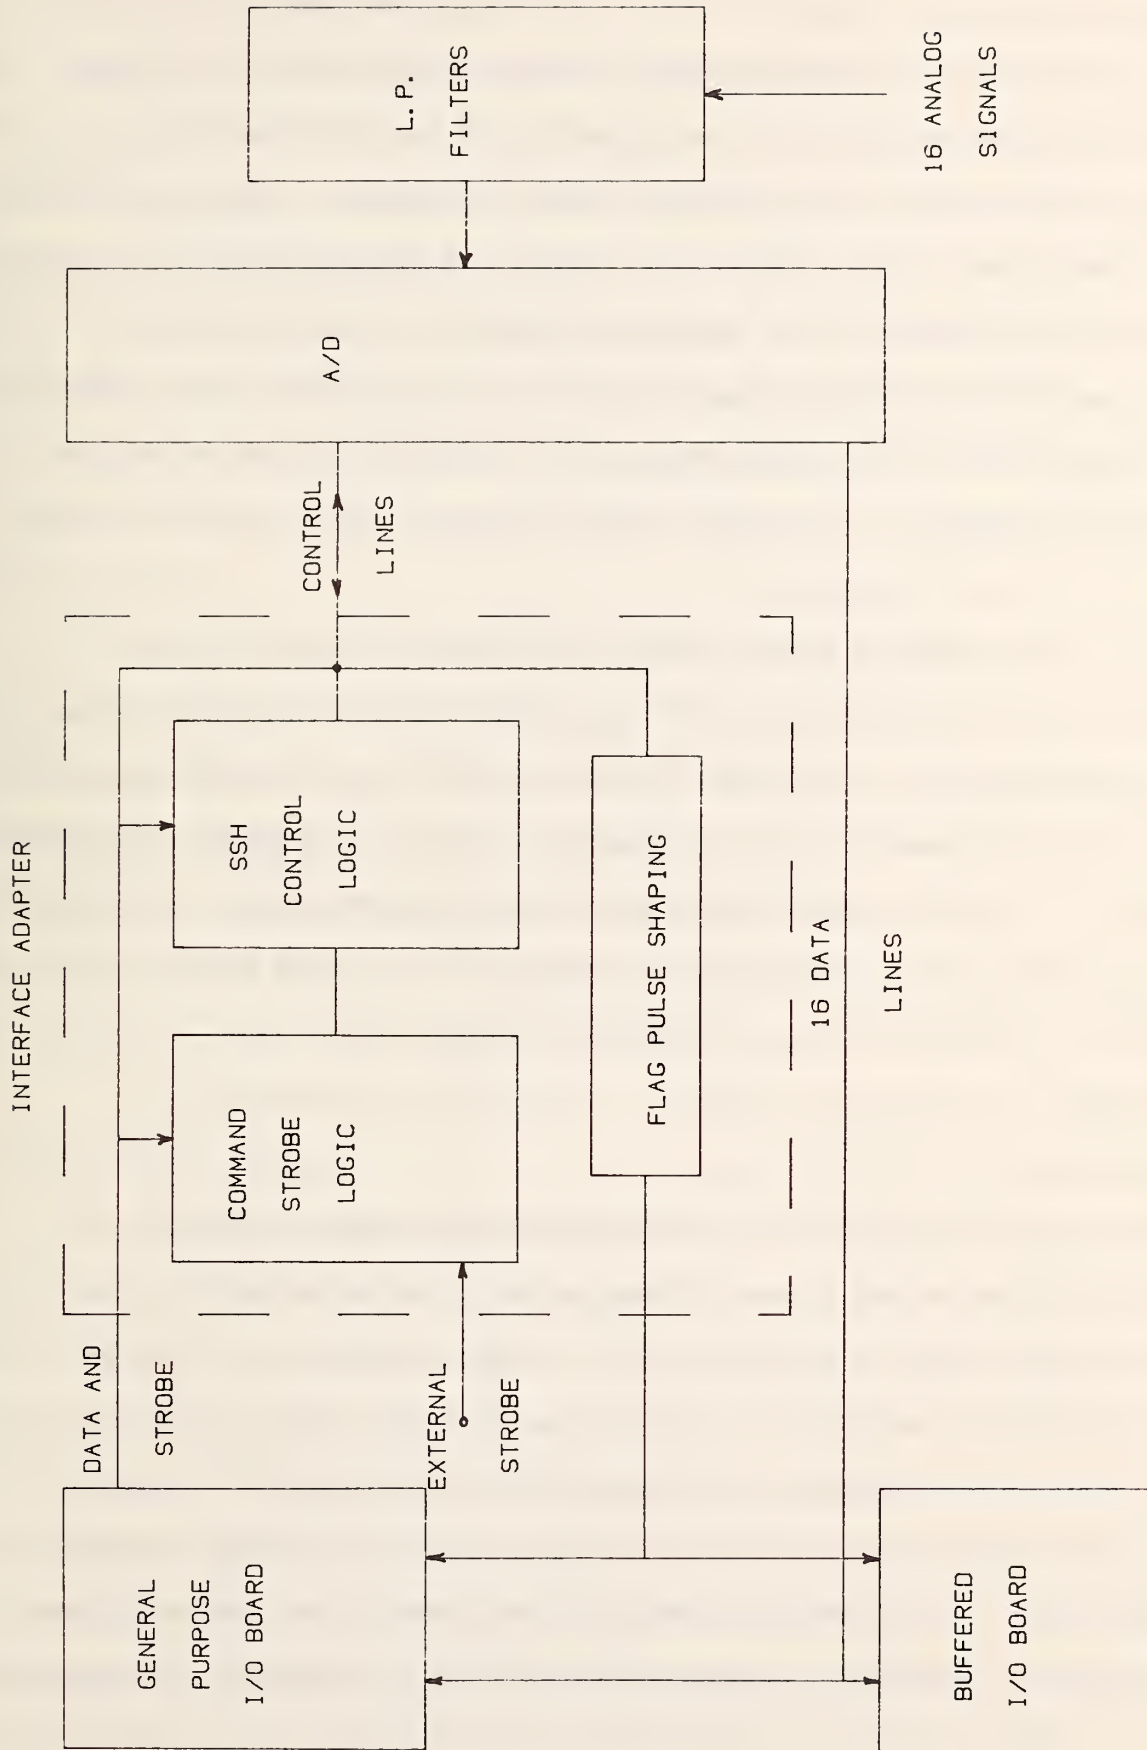 INTERFACE ADAPTER
GENERAL
PURPOSE
I/O BOARD
DATA AND
STROBE
COMMAND
STROBE
LOGIC
SSH
CONTROL
LOGIC
CONTROL
LINES
A/D
L.P.
FILTERS
EXTERNAL
STROBE
FLAG PULSE SHAPING
16 DATA
LINES
BUFFERED
I/O BOARD
16 ANALOG
SIGNALS